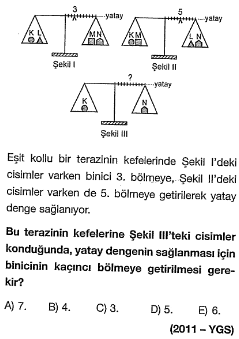 3
yatay
5
yatay
K L
M N
K M
L N
Şekil I
Şekil II
?
yatay
K
N
Şekil III
Eşit kollu bir terazinin kefelerinde Şekil I'deki
cisimler varken binici 3. bölmeye, Şekil II'deki
cisimler varken de 5. bölmeye getirilerek yatay
denge sağlanıyor.
Bu terazinin kefelerine Şekil III'teki cisimler
konduğunda, yatay dengenin sağlanması için
binicinin kaçıncı bölmeye getirilmesi gere-
kir?
A) 7. B) 4. C) 3. D) 5. E) 6.
(2011 – YGS)